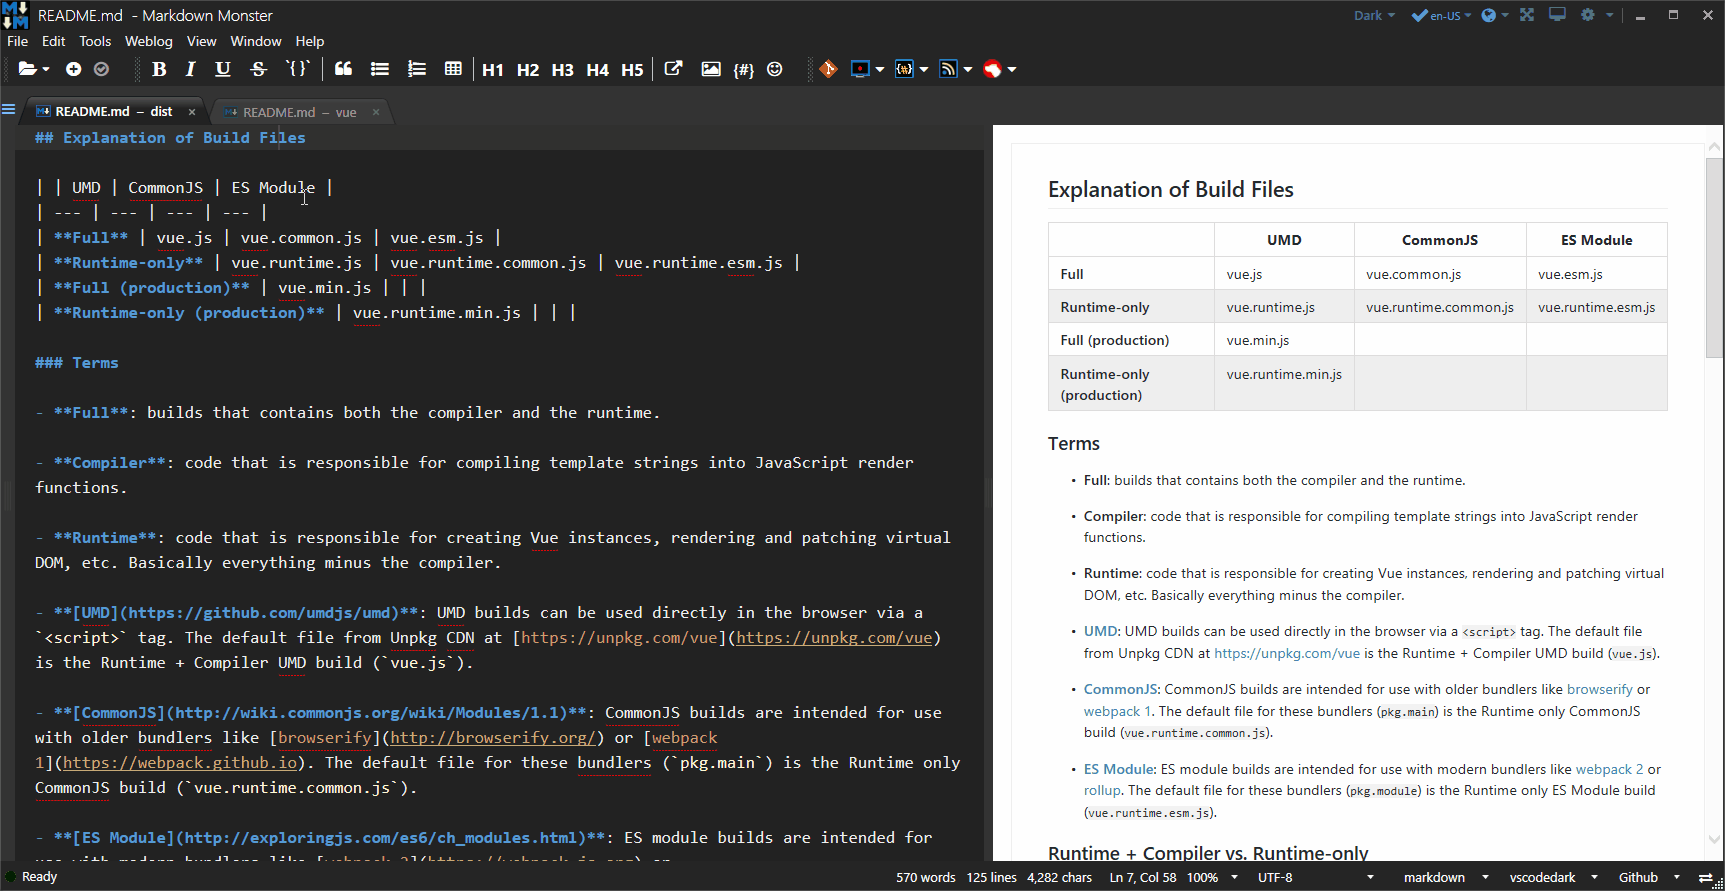 README.md - Markdown Monster
Dark en-US
File Edit Tools Weblog View Window Help
B I U S `{}` H1 H2 H3 H4 H5 {#}
README.md – dist × README.md – vue ×
## Explanation of Build Files
| | UMD | CommonJS | ES Module |
| --- | --- | --- | --- |
| **Full** | vue.js | vue.common.js | vue.esm.js |
| **Runtime-only** | vue.runtime.js | vue.runtime.common.js | vue.runtime.esm.js |
| **Full (production)** | vue.min.js | | |
| **Runtime-only (production)** | vue.runtime.min.js | | |
### Terms
- **Full**: builds that contains both the compiler and the runtime.
- **Compiler**: code that is responsible for compiling template strings into JavaScript render
functions.
- **Runtime**: code that is responsible for creating Vue instances, rendering and patching virtual
DOM, etc. Basically everything minus the compiler.
- **[UMD](https://github.com/umdjs/umd)**: UMD builds can be used directly in the browser via a
`<script>` tag. The default file from Unpkg CDN at [https://unpkg.com/vue](https://unpkg.com/vue)
is the Runtime + Compiler UMD build (`vue.js`).
- **[CommonJS](http://wiki.commonjs.org/wiki/Modules/1.1)**: CommonJS builds are intended for use
with older bundlers like [browserify](http://browserify.org/) or [webpack
1](https://webpack.github.io). The default file for these bundlers (`pkg.main`) is the Runtime only
CommonJS build (`vue.runtime.common.js`).
- **[ES Module](http://exploringjs.com/es6/ch_modules.html)**: ES module builds are intended for
use with modern bundlers like [webpack 2](https://webpack.js.org) or
Explanation of Build Files
UMD CommonJS ES Module
Full vue.js vue.common.js vue.esm.js
Runtime-only vue.runtime.js vue.runtime.common.js vue.runtime.esm.js
Full (production) vue.min.js
Runtime-only vue.runtime.min.js
(production)
Terms
• Full: builds that contains both the compiler and the runtime.
• Compiler: code that is responsible for compiling template strings into JavaScript render
functions.
• Runtime: code that is responsible for creating Vue instances, rendering and patching virtual
DOM, etc. Basically everything minus the compiler.
• UMD: UMD builds can be used directly in the browser via a <script> tag. The default file
from Unpkg CDN at https://unpkg.com/vue is the Runtime + Compiler UMD build (vue.js).
• CommonJS: CommonJS builds are intended for use with older bundlers like browserify or
webpack 1. The default file for these bundlers (pkg.main) is the Runtime only CommonJS
build (vue.runtime.common.js).
• ES Module: ES module builds are intended for use with modern bundlers like webpack 2 or
rollup. The default file for these bundlers (pkg.module) is the Runtime only ES Module build
(vue.runtime.esm.js).
Runtime + Compiler vs. Runtime-only
Ready 570 words 125 lines 4,282 chars Ln 7, Col 58 100% UTF-8 markdown vscodedark Github